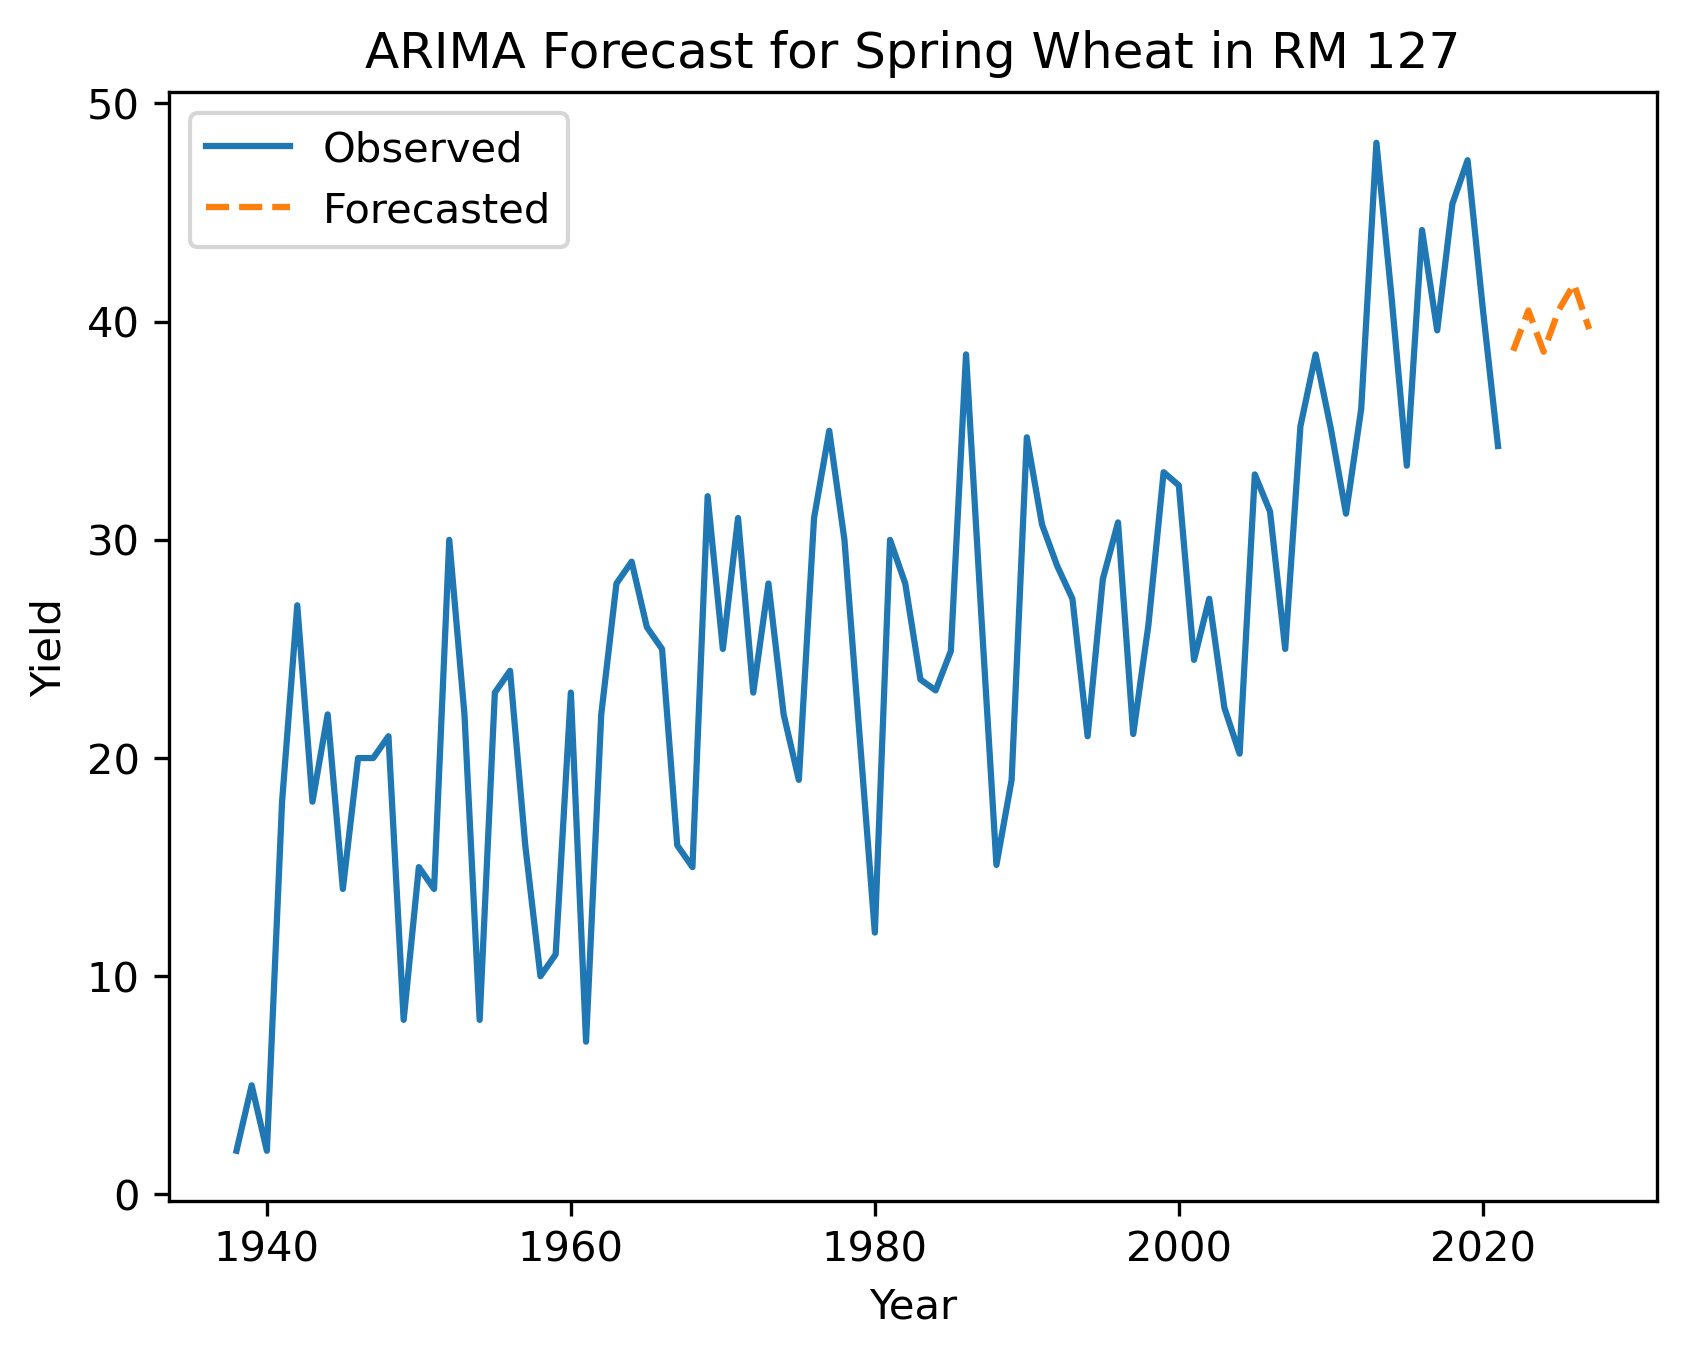 ARIMA Forecast for Spring Wheat in RM 127
50
Observed
Forecasted
40
30
Yield
20
10
0
1940 1960 1980 2000 2020
Year